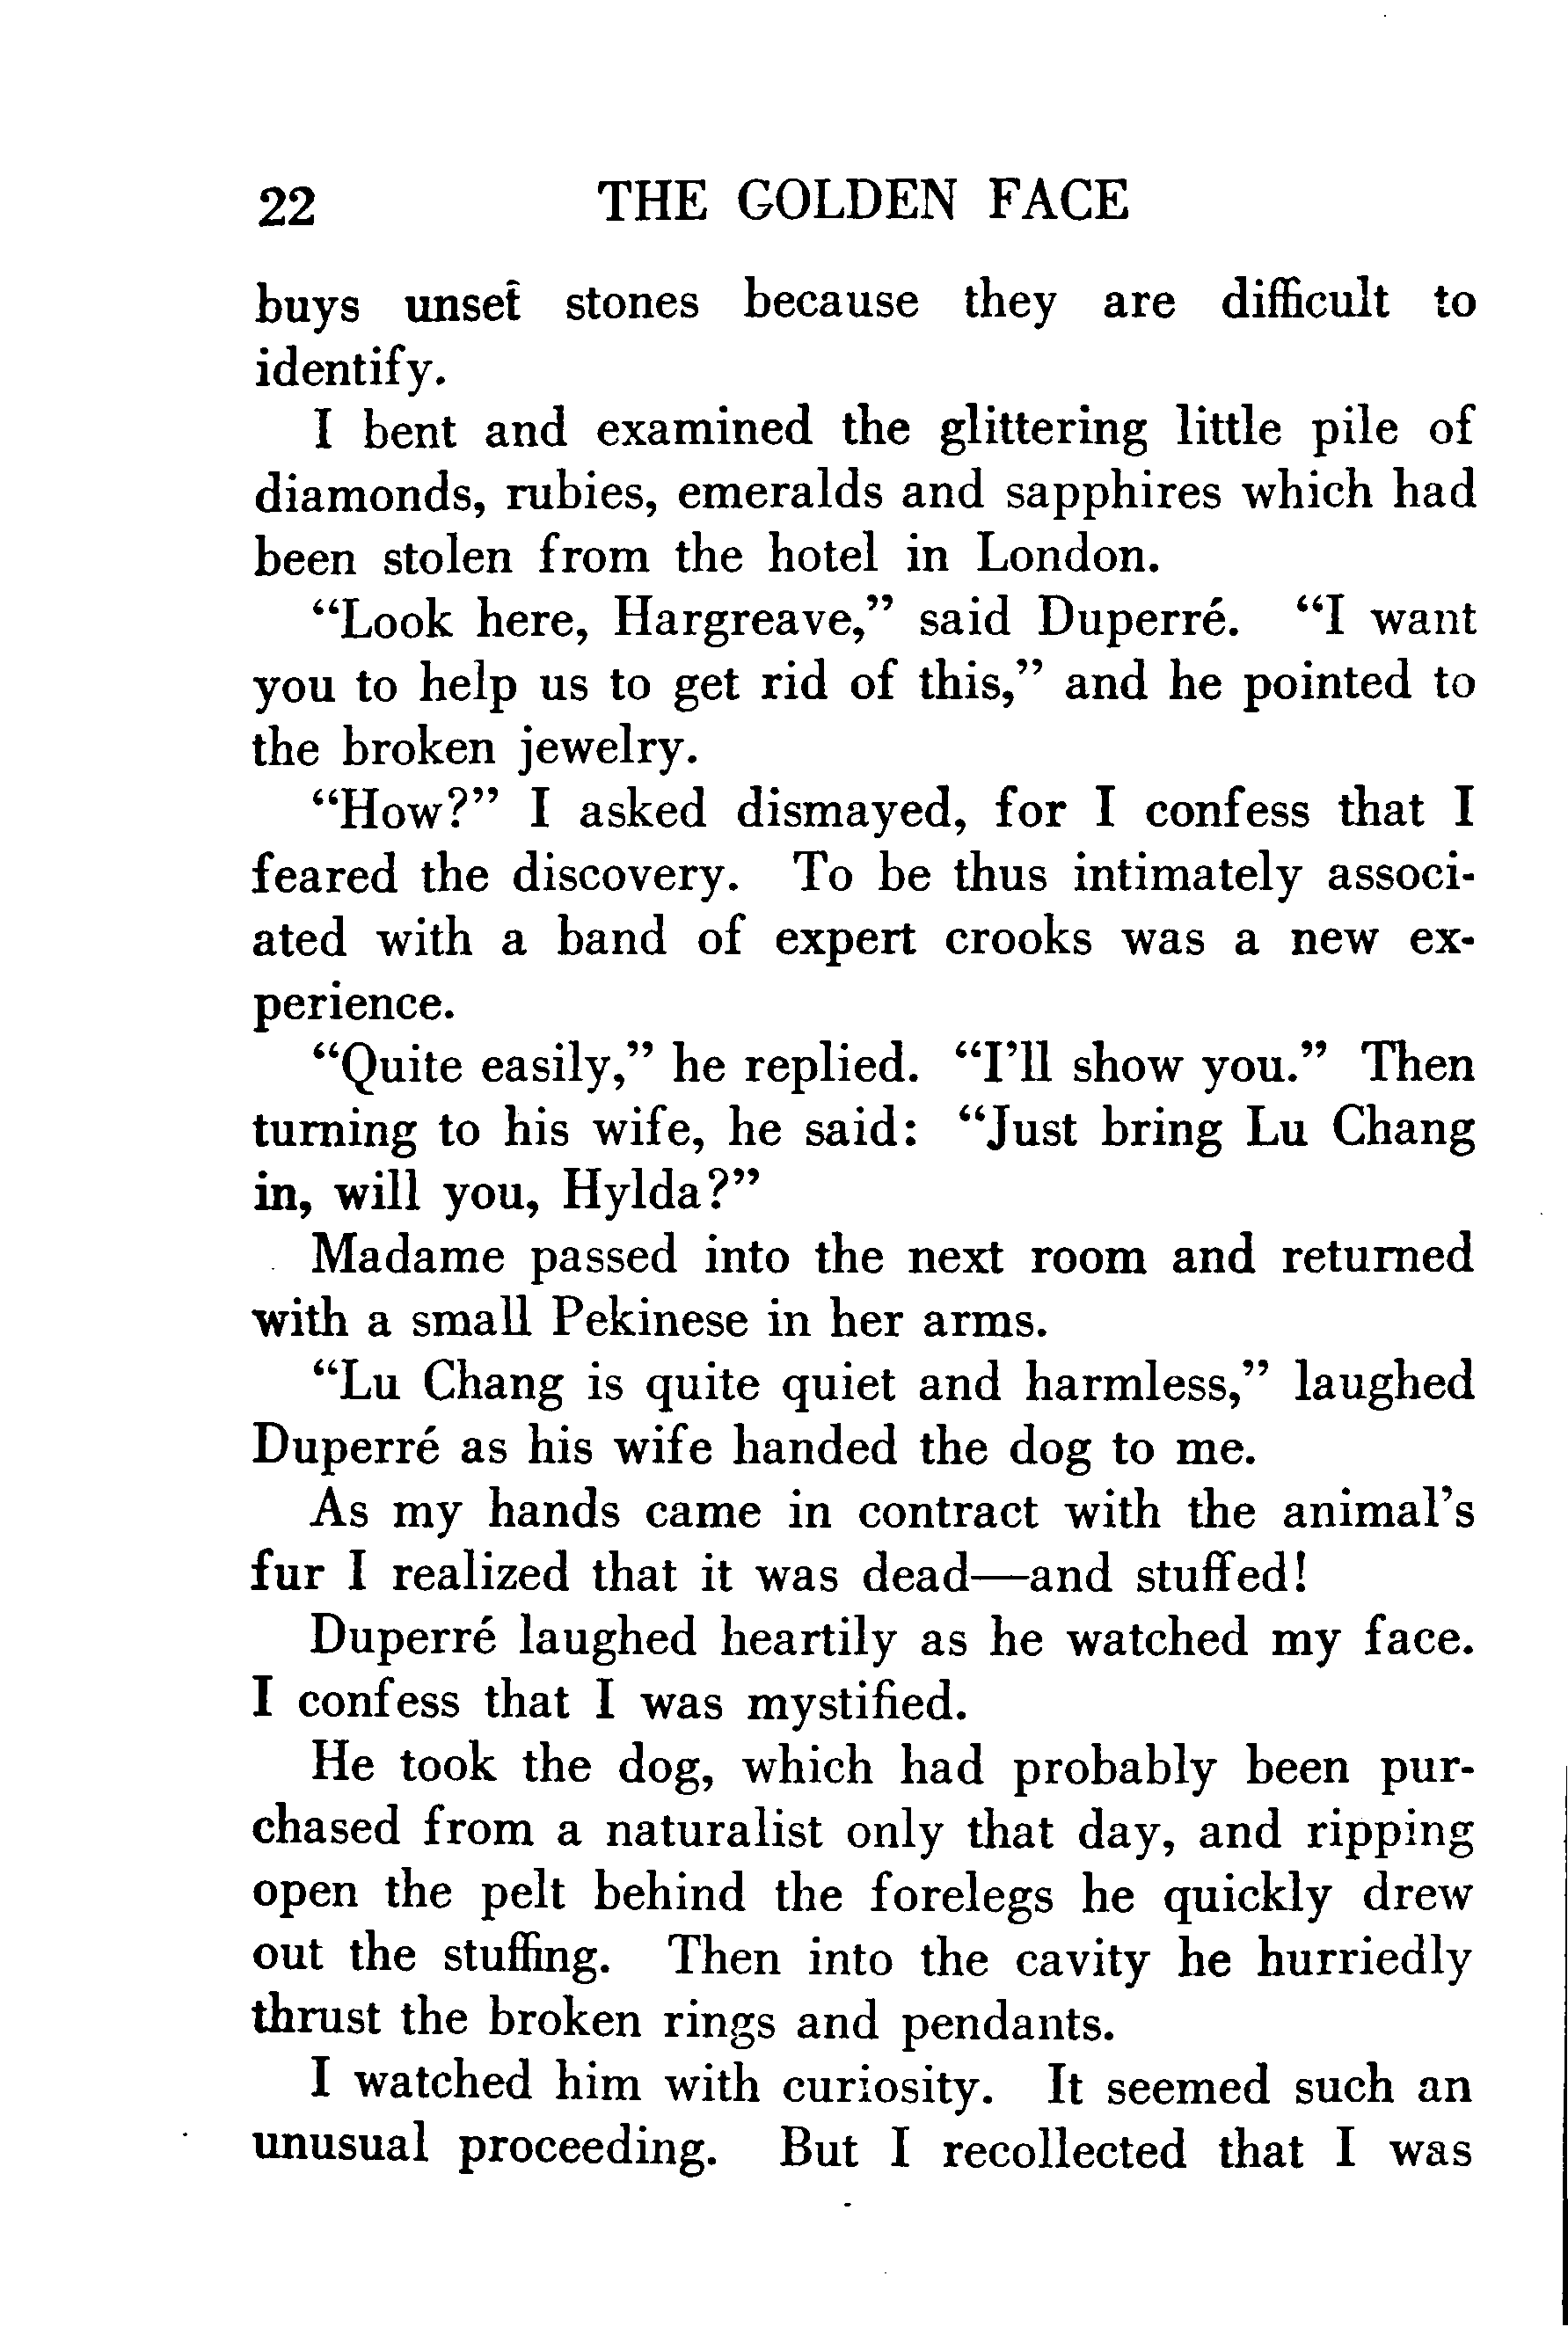 22 THE GOLDEN FACE
buys unset stones because they are difficult to
identify.
I bent and examined the glittering little pile of
diamonds, rubies, emeralds and sapphires which had
been stolen from the hotel in London.
“Look here, Hargreave,” said Duperré. “I want
you to help us to get rid of this,” and he pointed to
the broken jewelry.
“How?” I asked dismayed, for I confess that I
feared the discovery. To be thus intimately associ-
ated with a band of expert crooks was a new ex-
perience.
“Quite easily,” he replied. “I’ll show you.” Then
turning to his wife, he said: “Just bring Lu Chang
in, will you, Hylda?”
Madame passed into the next room and returned
with a small Pekinese in her arms.
“Lu Chang is quite quiet and harmless,” laughed
Duperré as his wife handed the dog to me.
As my hands came in contract with the animal’s
fur I realized that it was dead—and stuffed!
Duperré laughed heartily as he watched my face.
I confess that I was mystified.
He took the dog, which had probably been pur-
chased from a naturalist only that day, and ripping
open the pelt behind the forelegs he quickly drew
out the stuffing. Then into the cavity he hurriedly
thrust the broken rings and pendants.
I watched him with curiosity. It seemed such an
unusual proceeding. But I recollected that I was